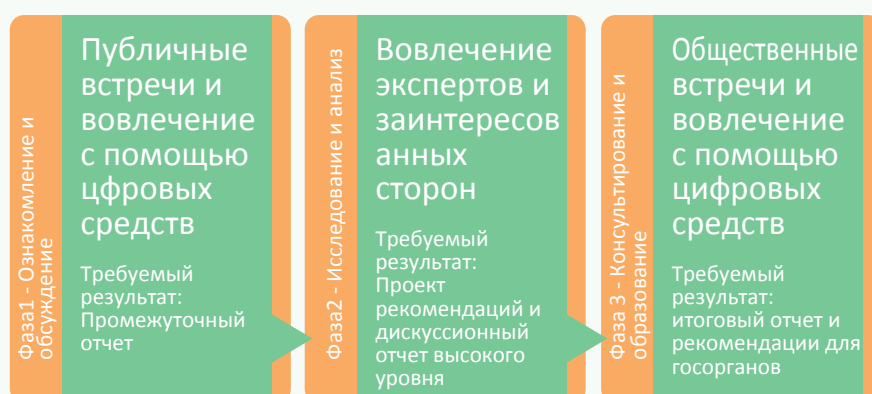 Фаза1 - Ознакомление и
обсуждение
Публичные
встречи и
вовлечение
с помощью
цфровых
средств
Требуемый
результат:
Промежуточный
отчет
Фаза2 - Исследование и анализ
Вовлечение
экспертов и
заинтересов
анных
сторон
Требуемый
результат:
Проект
рекомендаций и
дискуссионный
отчет высокого
уровня
Фаза 3 - Консультирование и
образование
Общественные
встречи и
вовлечение
с помощью
цифровых
средств
Требуемый
результат:
итоговый отчет и
рекомендации для
госорганов